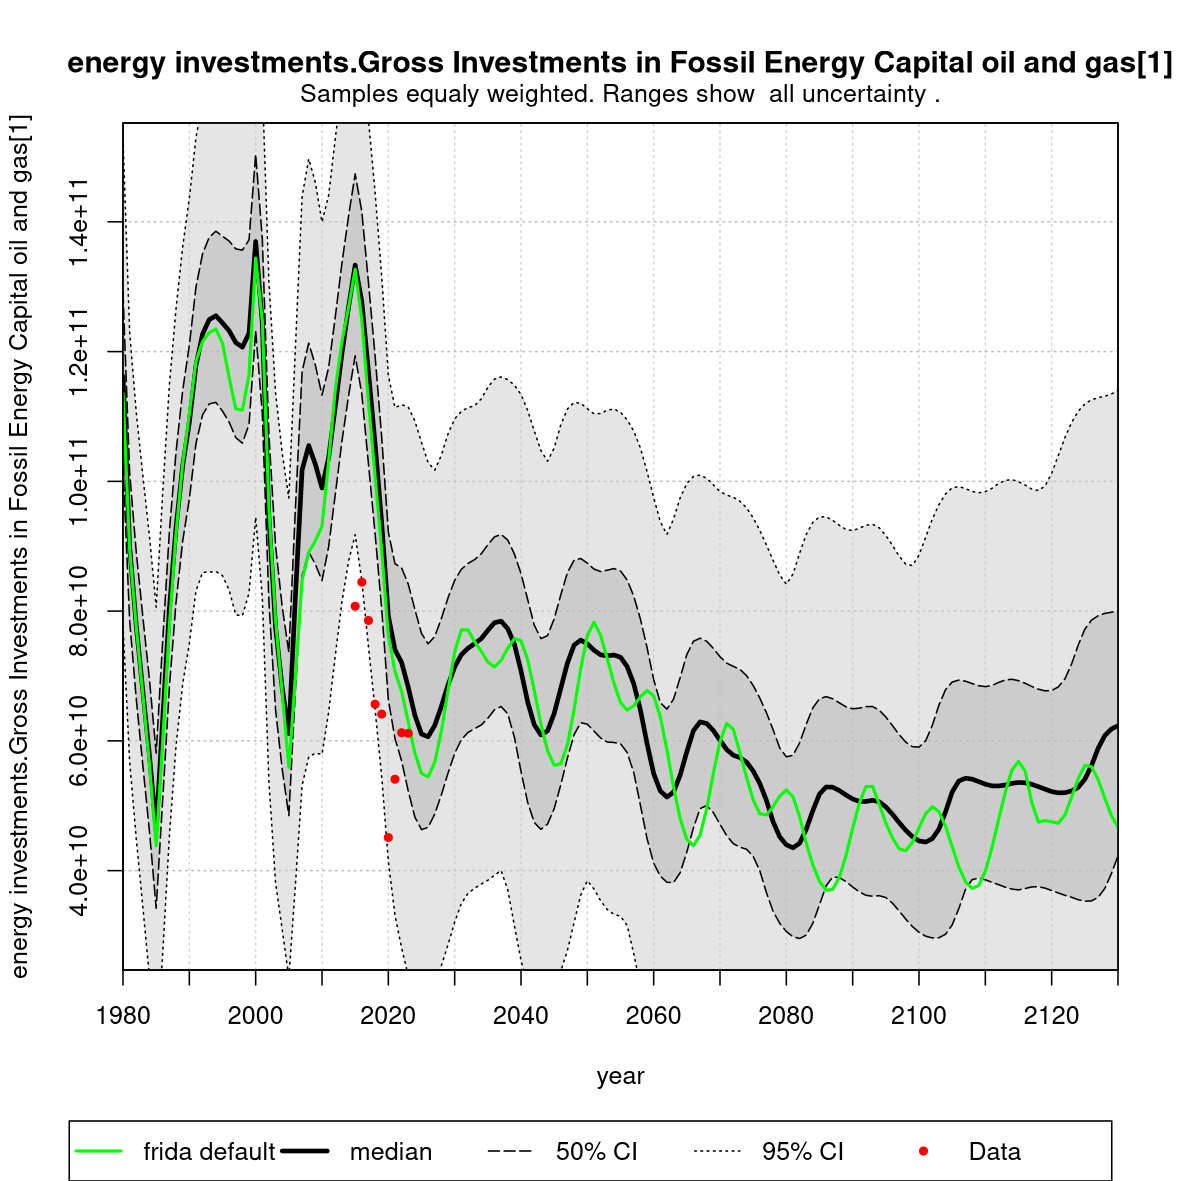 energy investments.Gross Investments in Fossil Energy Capital oil and gas[1]
Samples equaly weighted. Ranges show  all uncertainty .
energy investments.Gross Investments in Fossil Energy Capital oil and gas[1]
1.4e+11
1.2e+11
1.0e+11
8.0e+10
6.0e+10
4.0e+10
1980 2000 2020 2040 2060 2080 2100 2120
year
frida default median 50% CI 95% CI Data